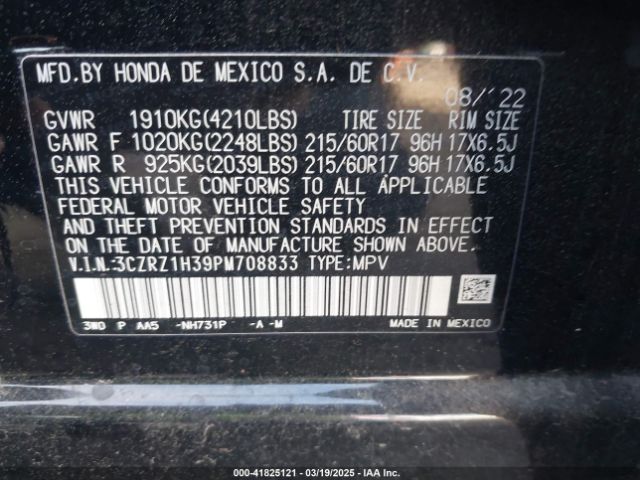 MFD.BY HONDA DE MEXICO S.A. DE C.V.
08/'22
GVWR 1910KG(4210LBS) TIRE SIZE RIM SIZE
GAWR F 1020KG(2248LBS) 215/60R17 96H 17X6.5J
GAWR R 925KG(2039LBS) 215/60R17 96H 17X6.5J
THIS VEHICLE CONFORMS TO ALL APPLICABLE
FEDERAL MOTOR VEHICLE SAFETY
AND THEFT PREVENTION STANDARDS IN EFFECT ON
THE DATE OF MANUFACTURE SHOWN ABOVE.
V.I.N.:3CZRZ1H39PM708833 TYPE:MPV
3W0 P AA5 -NH731P -A -M MADE IN MEXICO
000-41825121 | 03/19/2025 | IAA Inc.